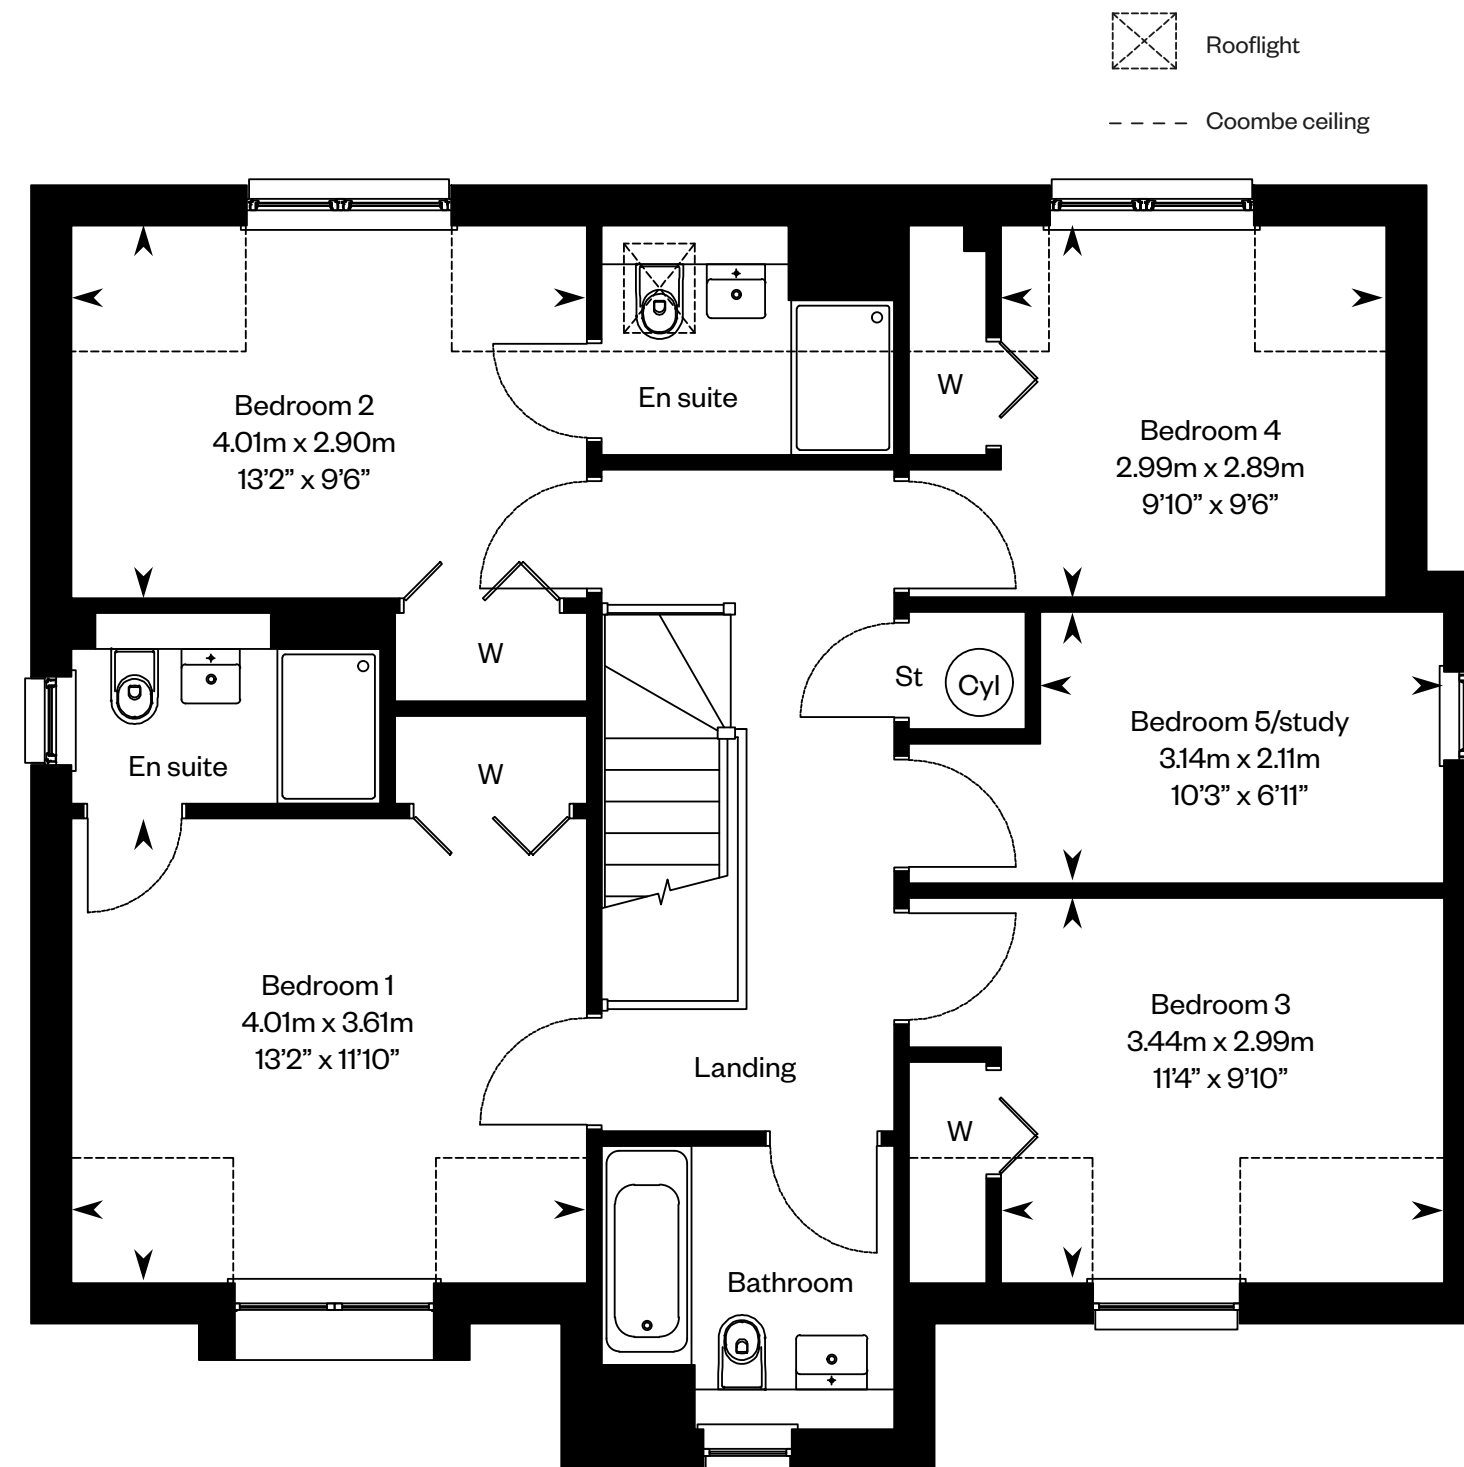 Rooflight
Coombe ceiling
Bedroom 2
4.01m x 2.90m
13’2” x 9’6”
En suite
W
Bedroom 4
2.99m x 2.89m
9’10” x 9’6”
W
St
Cyl
Bedroom 5/study
3.14m x 2.11m
10’3” x 6’11”
En suite
W
Bedroom 1
4.01m x 3.61m
13’2” x 11’10”
Landing
Bedroom 3
3.44m x 2.99m
11’4” x 9’10”
W
Bathroom